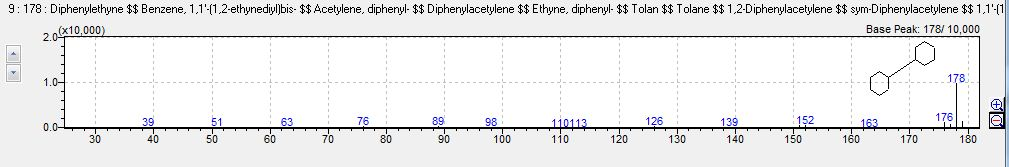 9 : 178 : Diphenylethyne $$ Benzene, 1,1'-(1,2-ethynediyl)bis- $$ Acetylene, diphenyl- $$ Diphenylacetylene $$ Ethyne, diphenyl- $$ Tolan $$ Tolane $$ 1,2-Diphenylacetylene $$ sym-Diphenylacetylene $$ 1,1'-(1
(x10,000) Base Peak: 178/ 10,000
2.0
1.0 178
0.0 39 51 63 76 89 98 110 113 126 139 152 163 176
30 40 50 60 70 80 90 100 110 120 130 140 150 160 170 180